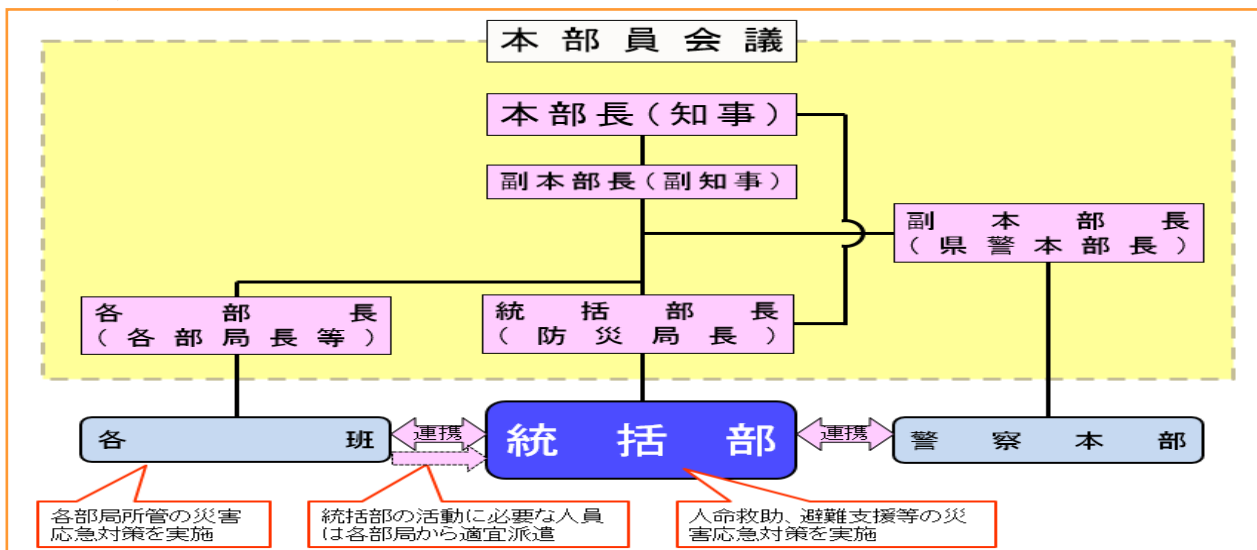 本部員会議
本部長(知事)
副本部長(副知事)
副本部長
(県警本部長)
各部長
(各部局長等)
統括部長
(防災局長)
各班
連携
統括部
連携
警察本部
各部局所管の災害
応急対策を実施
統括部の活動に必要な人員
は各部局から適宜派遣
人命救助、避難支援等の災
害応急対策を実施